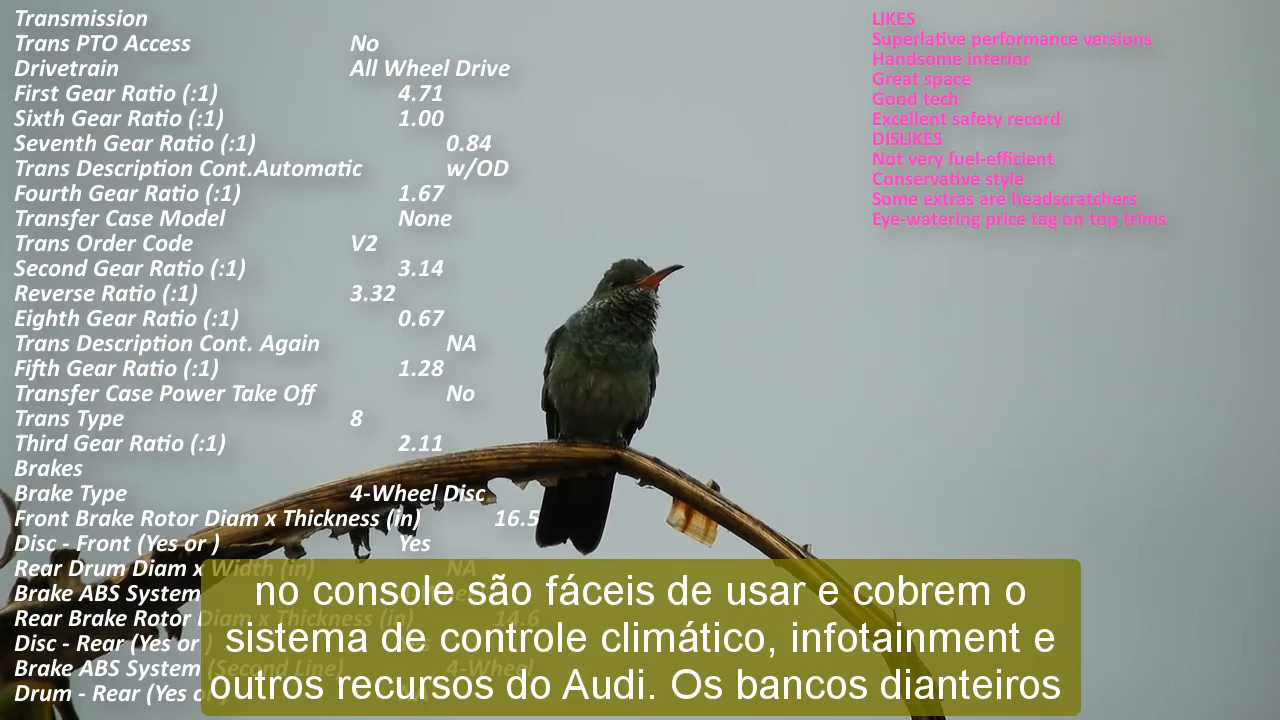 Transmission
Trans PTO Access No
Drivetrain All Wheel Drive
First Gear Ratio (:1) 4.71
Sixth Gear Ratio (:1) 1.00
Seventh Gear Ratio (:1) 0.84
Trans Description Cont.Automatic w/OD
Fourth Gear Ratio (:1) 1.67
Transfer Case Model None
Trans Order Code V2
Second Gear Ratio (:1) 3.14
Reverse Ratio (:1) 3.32
Eighth Gear Ratio (:1) 0.67
Trans Description Cont. Again NA
Fifth Gear Ratio (:1) 1.28
Transfer Case Power Take Off No
Trans Type 8
Third Gear Ratio (:1) 2.11
Brakes
Brake Type 4-Wheel Disc
Front Brake Rotor Diam x Thickness (in) 16.5
Disc - Front (Yes or ) Yes
Rear Drum Diam x Width (in) NA
Brake ABS System
Rear Brake Rotor Diam x Thickness (in) 14.6
Disc - Rear (Yes or )
Brake ABS System (Second Line) 4-Wheel
Drum - Rear (Yes or
LIKES
Superlative performance versions
Handsome interior
Great space
Good tech
Excellent safety record
DISLIKES
Not very fuel-efficient
Conservative style
Some extras are headscratchers
Eye-watering price tag on top trims
no console são fáceis de usar e cobrem o
sistema de controle climático, infotainment e
outros recursos do Audi. Os bancos dianteiros